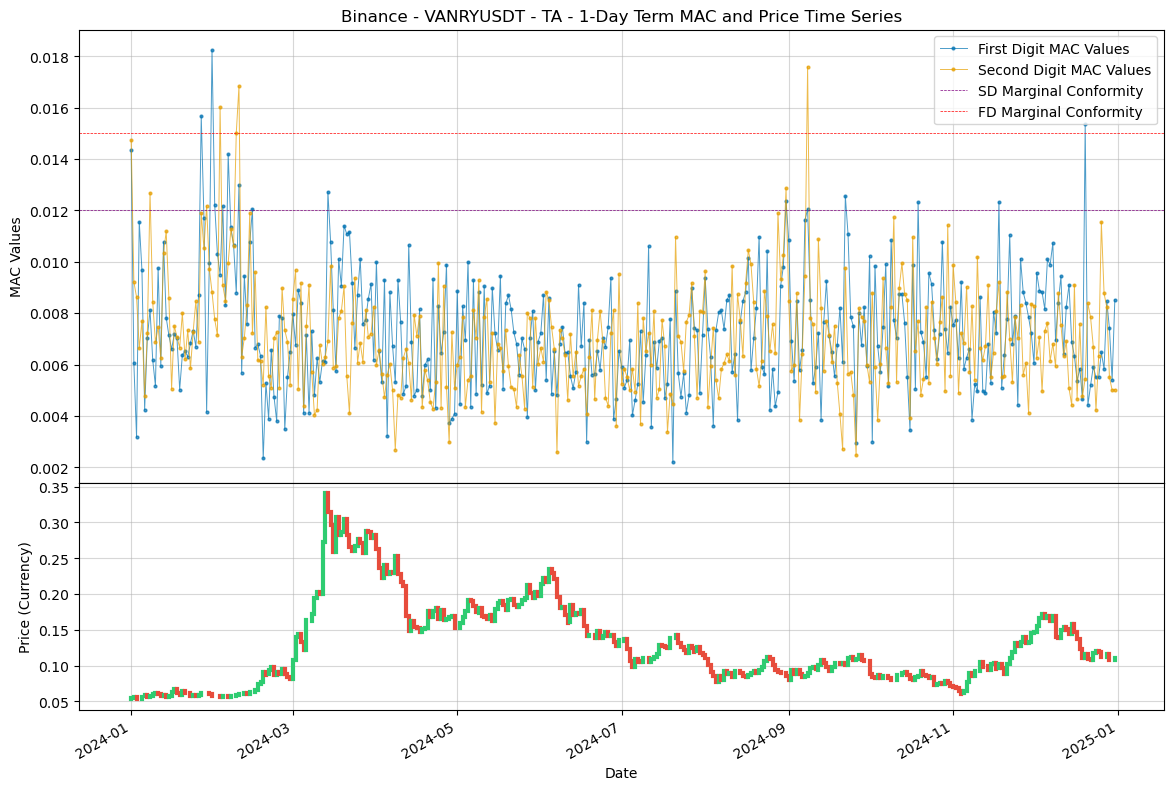 Binance - VANRYUSDT - TA - 1-Day Term MAC and Price Time Series
First Digit MAC Values
Second Digit MAC Values
SD Marginal Conformity
FD Marginal Conformity
MAC Values
0.018
0.016
0.014
0.012
0.010
0.008
0.006
0.004
0.002
Price (Currency)
0.35
0.30
0.25
0.20
0.15
0.10
0.05
2024-01
2024-03
2024-05
2024-07
2024-09
2024-11
2025-01
Date